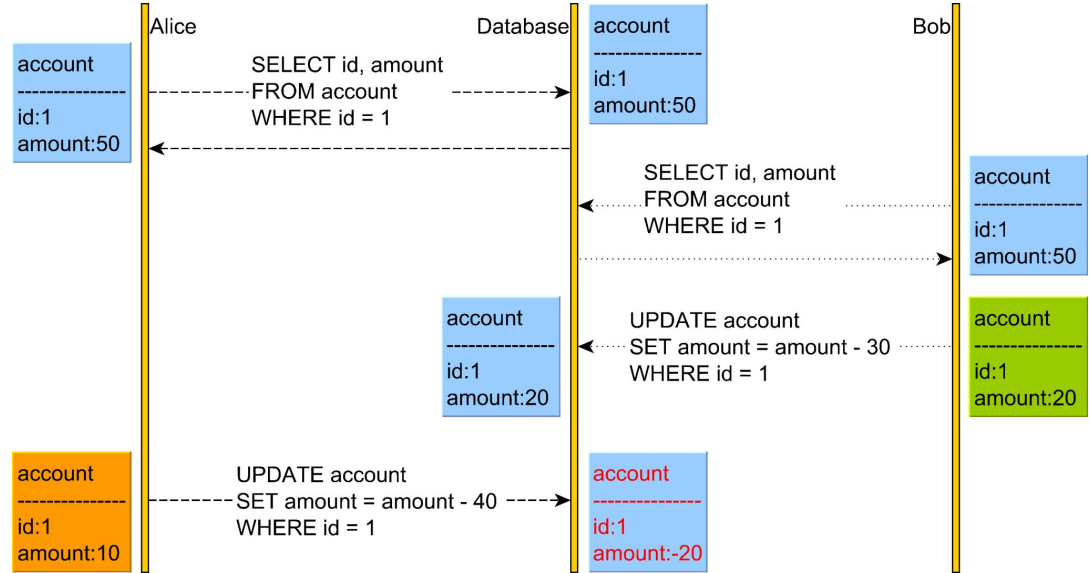 Alice
Database
Bob
account
---------------
id:1
amount:50
SELECT id, amount
FROM account
WHERE id = 1
account
---------------
id:1
amount:50
SELECT id, amount
FROM account
WHERE id = 1
account
---------------
id:1
amount:50
account
---------------
id:1
amount:20
UPDATE account
SET amount = amount - 30
WHERE id = 1
account
---------------
id:1
amount:20
account
---------------
id:1
amount:10
UPDATE account
SET amount = amount - 40
WHERE id = 1
account
---------------
id:1
amount:-20